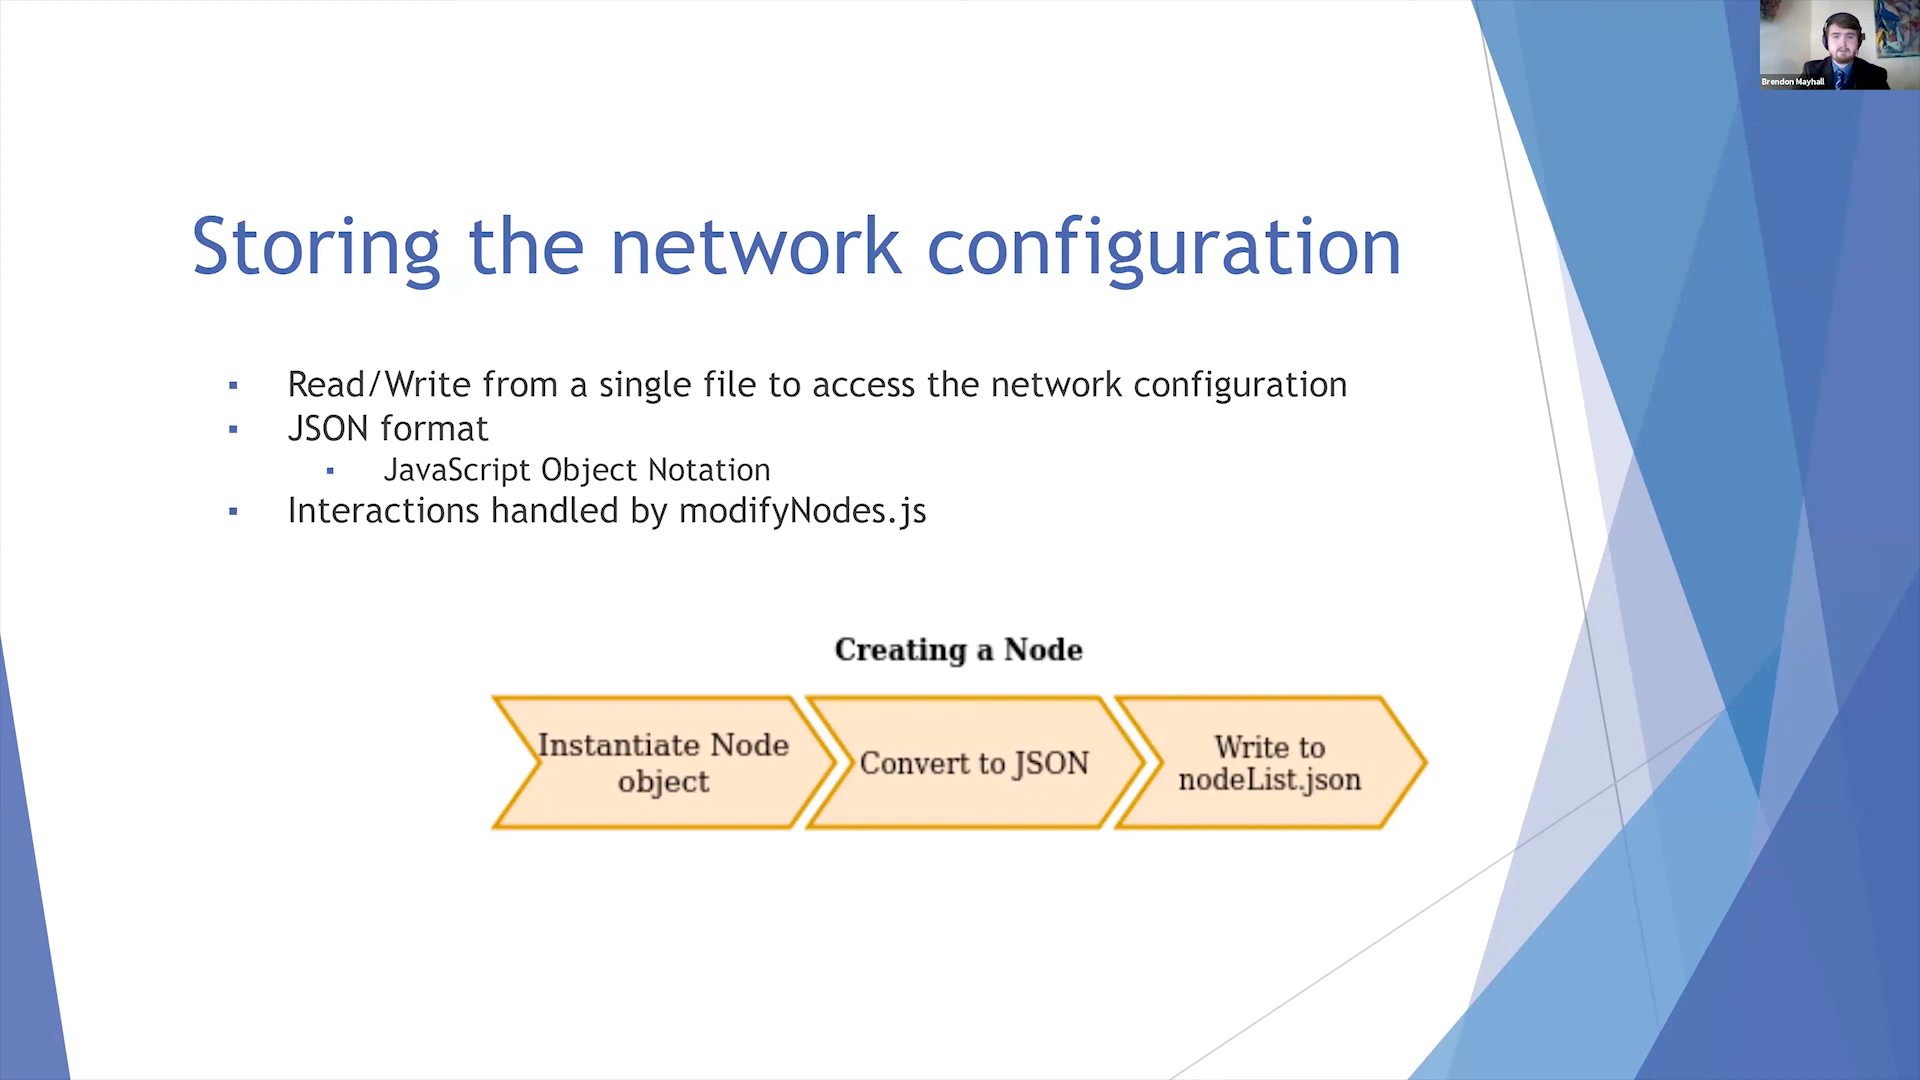 Brendon Mayhall
Storing the network configuration
▪ Read/Write from a single file to access the network configuration
▪ JSON format
▪ JavaScript Object Notation
▪ Interactions handled by modifyNodes.js
Creating a Node
Instantiate Node
object
Convert to JSON
Write to
nodeList.json